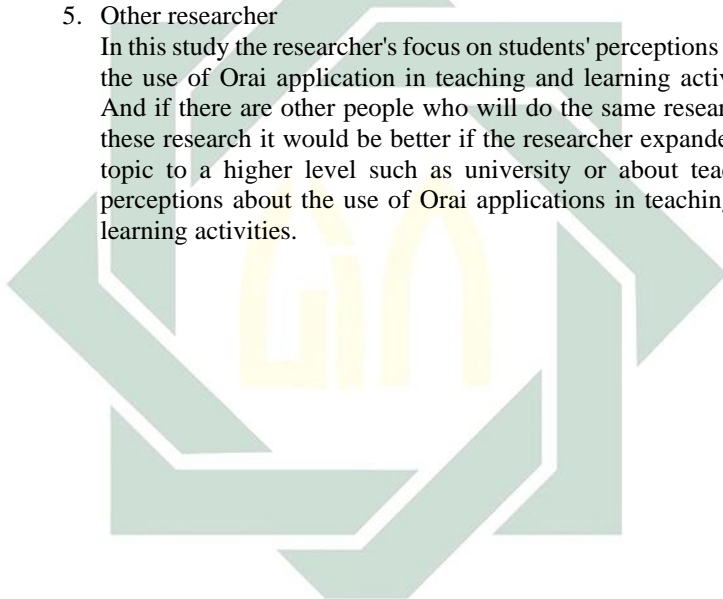 5. Other researcher
In this study the researcher's focus on students' perceptions
the use of Orai application in teaching and learning activ
And if there are other people who will do the same resear
these research it would be better if the researcher expande
topic to a higher level such as university or about teac
perceptions about the use of Orai applications in teaching
learning activities.